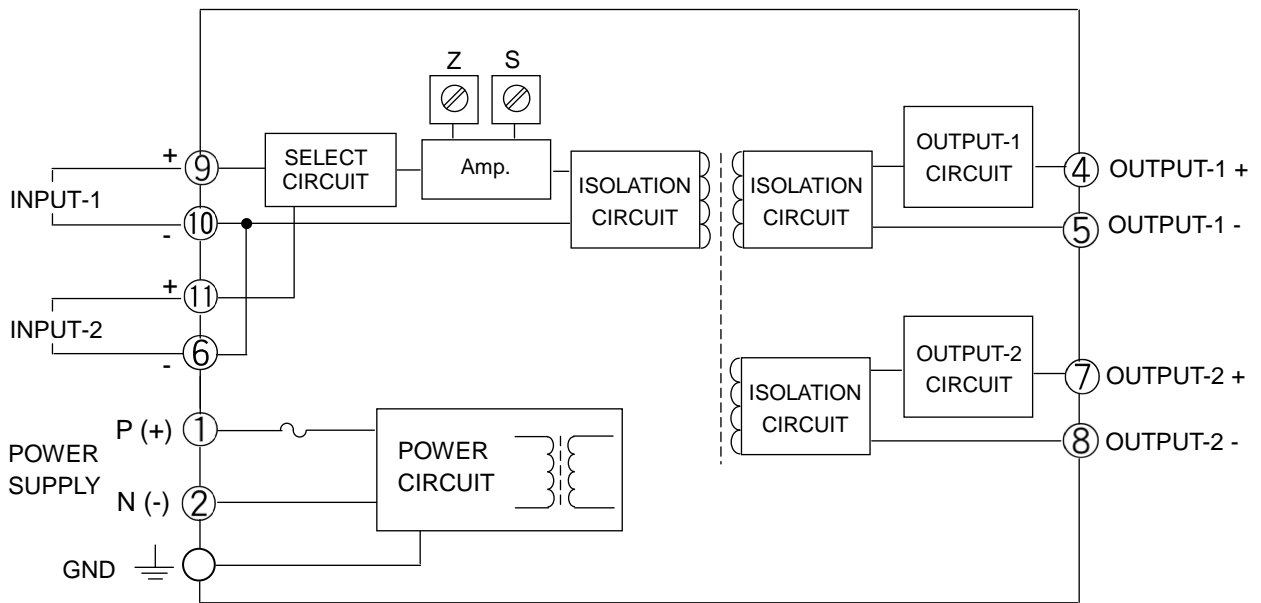 Z
S
+
9
INPUT-1
10
-
+
11
INPUT-2
6
-
SELECT
CIRCUIT
Amp.
ISOLATION
CIRCUIT
ISOLATION
CIRCUIT
OUTPUT-1
CIRCUIT
4
OUTPUT-1 +
5
OUTPUT-1 -
ISOLATION
CIRCUIT
OUTPUT-2
CIRCUIT
7
OUTPUT-2 +
8
OUTPUT-2 -
POWER
SUPPLY
P (+)
1
N (-)
2
GND
POWER
CIRCUIT